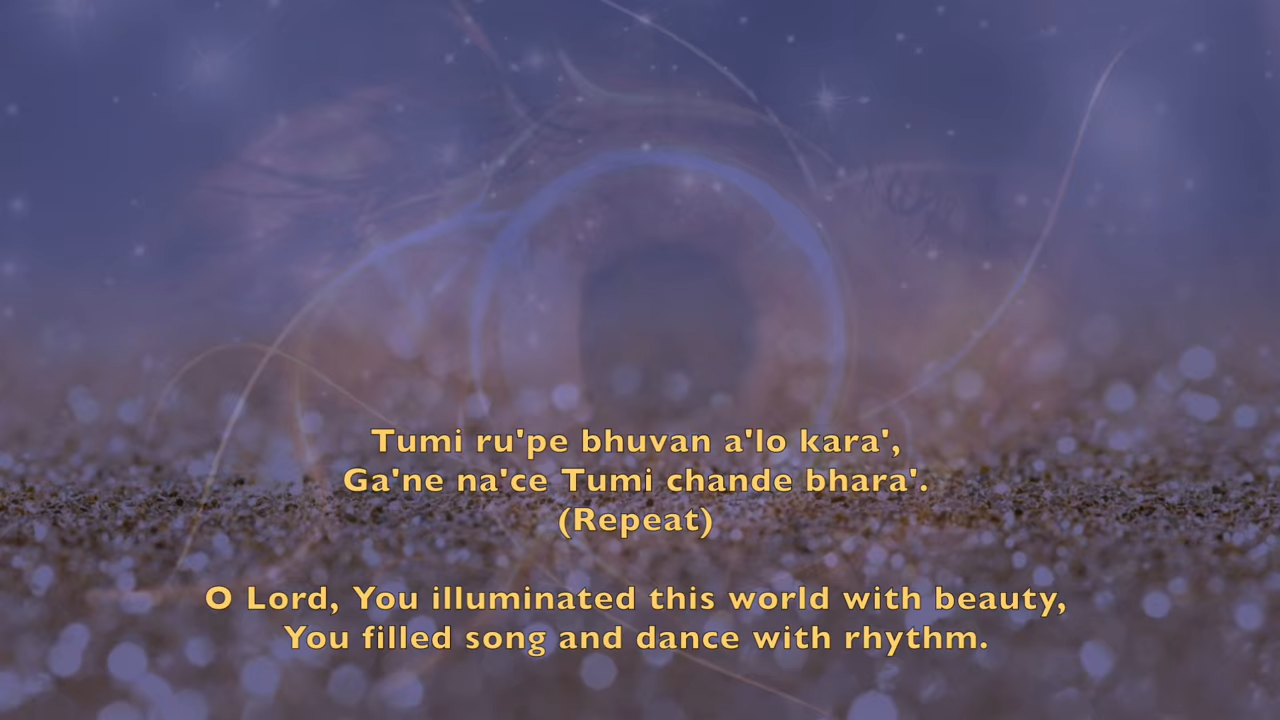 Tumi ru'pe bhuvan a'lo kara',
Ga'ne na'ce Tumi chande bhara'.
(Repeat)
O Lord, You illuminated this world with beauty,
You filled song and dance with rhythm.